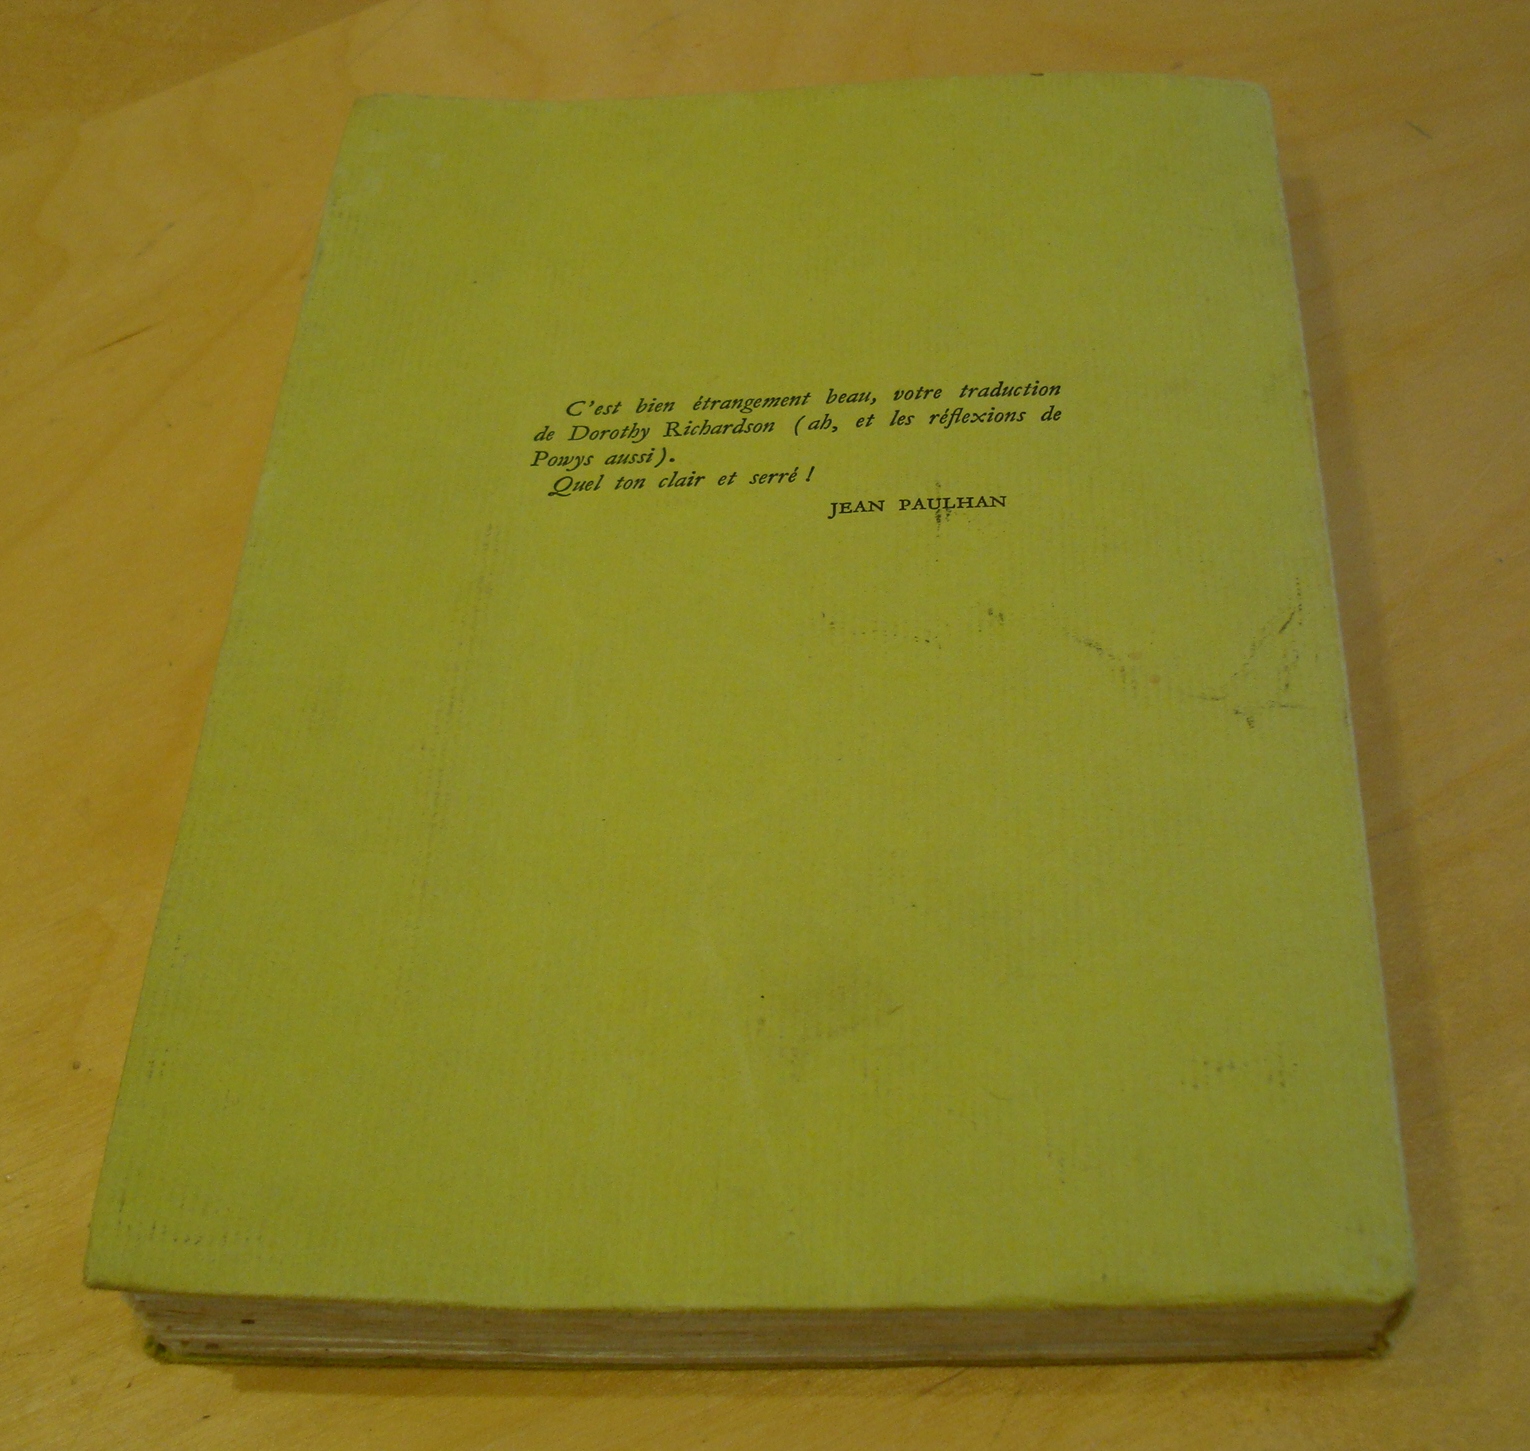 C'est bien étrangement beau, votre traduction
de Dorothy Richardson (ah, et les réflexions de
Powys aussi).
Quel ton clair et serré !
JEAN PAULHAN